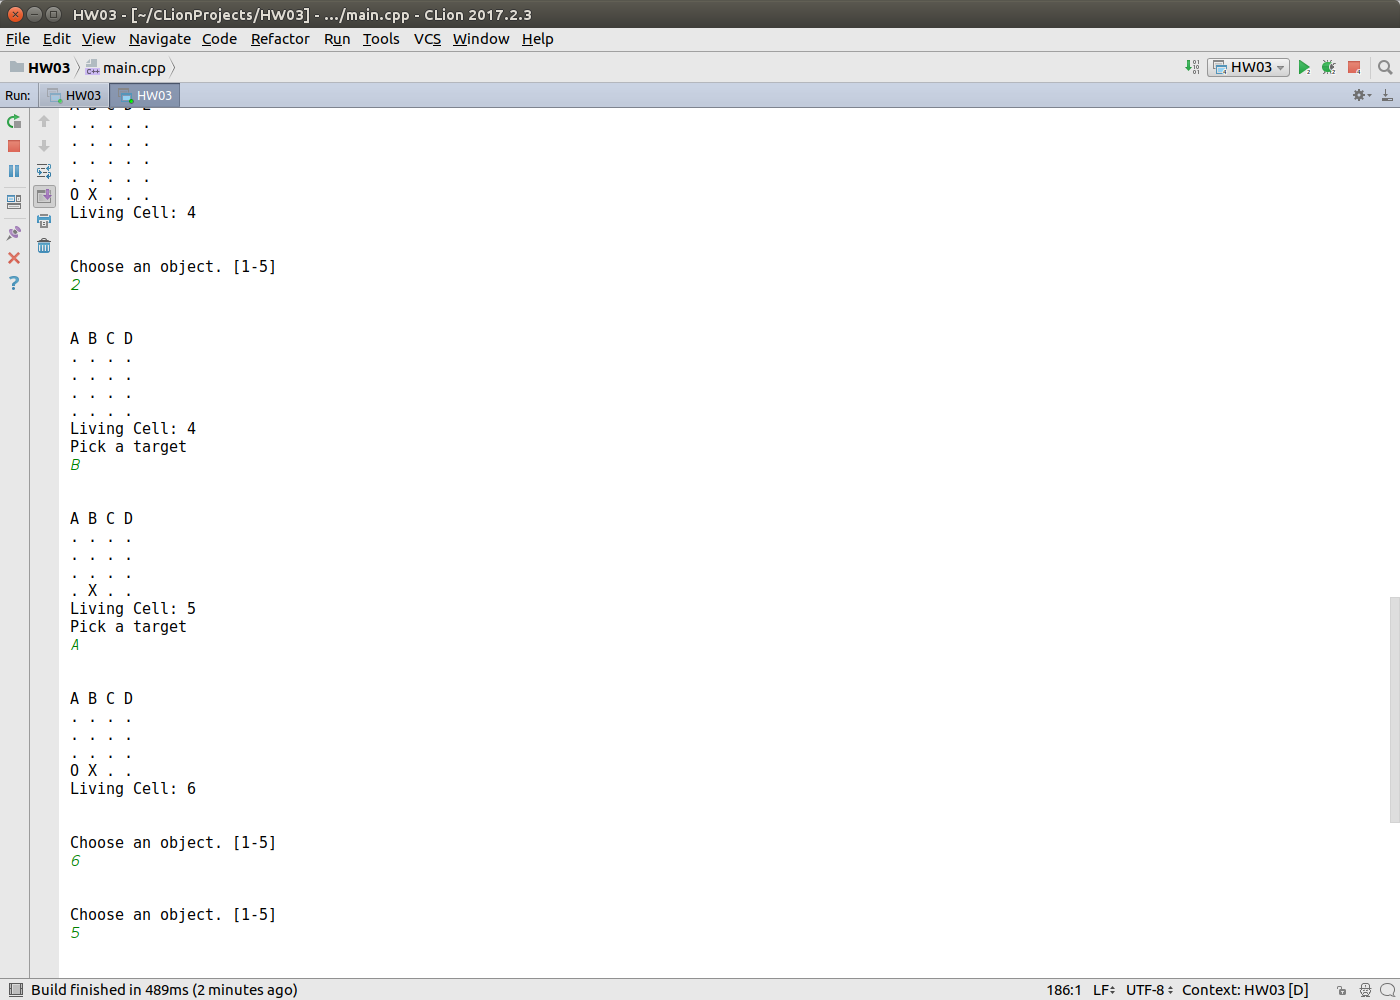 HW03 - [~/CLionProjects/HW03] - .../main.cpp - CLion 2017.2.3
File Edit View Navigate Code Refactor Run Tools VCS Window Help
HW03 main.cpp HW03
Run: HW03 HW03
A B C D E
. . . . .
. . . . .
. . . . .
. . . . .
O X . . .
Living Cell: 4
Choose an object. [1-5]
2
A B C D
. . . .
. . . .
. . . .
. . . .
Living Cell: 4
Pick a target
B
A B C D
. . . .
. . . .
. . . .
. X . .
Living Cell: 5
Pick a target
A
A B C D
. . . .
. . . .
. . . .
O X . .
Living Cell: 6
Choose an object. [1-5]
6
Choose an object. [1-5]
5
Build finished in 489ms (2 minutes ago) 186:1 LF UTF-8 Context: HW03 [D]